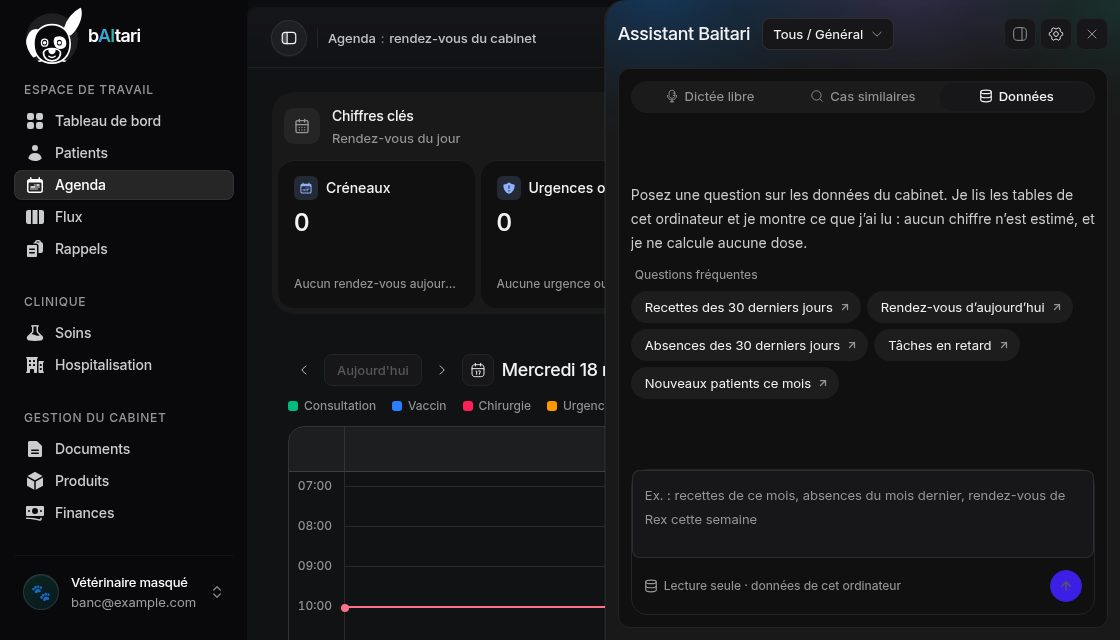 bAItari
ESPACE DE TRAVAIL
Tableau de bord
Patients
Agenda
Flux
Rappels
CLINIQUE
Soins
Hospitalisation
GESTION DU CABINET
Documents
Produits
Finances
Vétérinaire masqué
banc@example.com
Agenda : rendez-vous du cabinet
Chiffres clés
Rendez-vous du jour
Créneaux
0
Aucun rendez-vous aujour...
Urgences o
0
Aucune urgence ou
Aujourd'hui
17
Mercredi 18
Consultation
Vaccin
Chirurgie
Urgenc
07:00
08:00
09:00
10:00
Assistant Baitari
Tous / Général
Dictée libre
Cas similaires
Données
Posez une question sur les données du cabinet. Je lis les tables de
cet ordinateur et je montre ce que j’ai lu : aucun chiffre n’est estimé, et
je ne calcule aucune dose.
Questions fréquentes
Recettes des 30 derniers jours
Rendez-vous d’aujourd’hui
Absences des 30 derniers jours
Tâches en retard
Nouveaux patients ce mois
Ex. : recettes de ce mois, absences du mois dernier, rendez-vous de
Rex cette semaine
Lecture seule · données de cet ordinateur